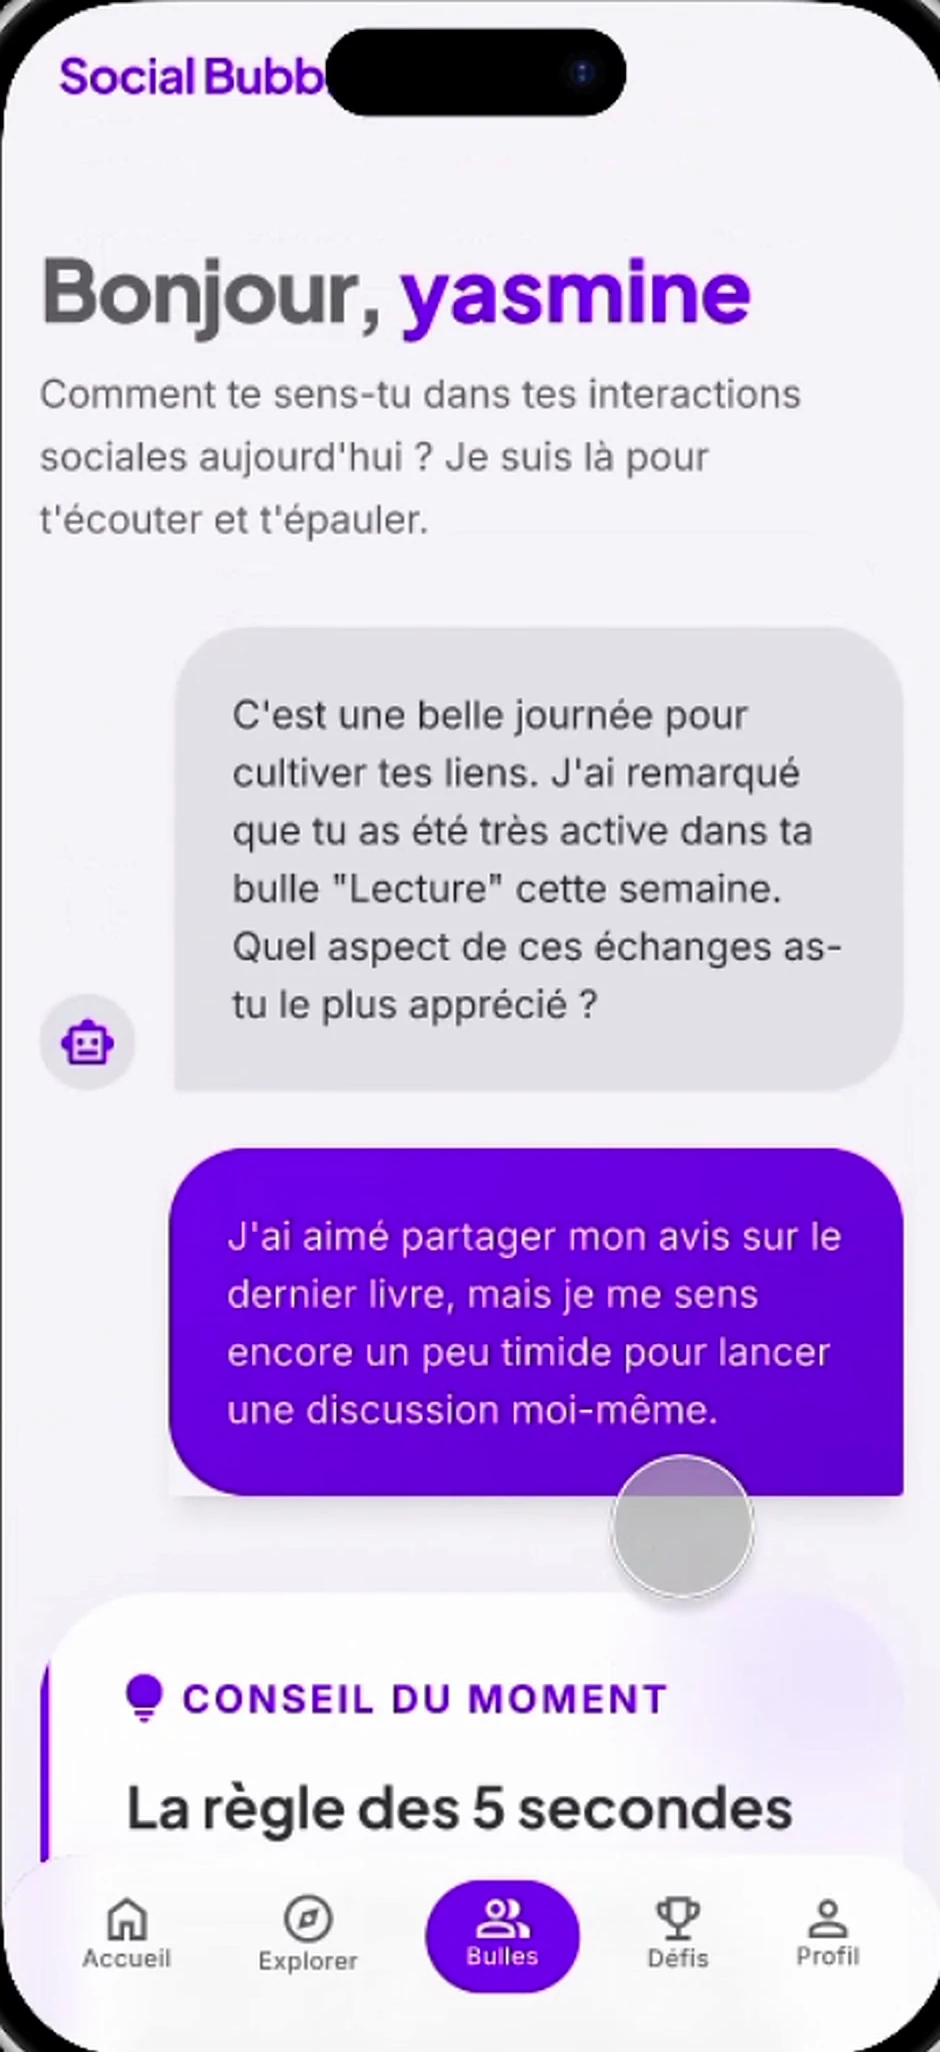 Social Bubb
Bonjour, yasmine
Comment te sens-tu dans tes interactions
sociales aujourd'hui ? Je suis là pour
t'écouter et t'épauler.
C'est une belle journée pour
cultiver tes liens. J'ai remarqué
que tu as été très active dans ta
bulle "Lecture" cette semaine.
Quel aspect de ces échanges as-
tu le plus apprécié ?
J'ai aimé partager mon avis sur le
dernier livre, mais je me sens
encore un peu timide pour lancer
une discussion moi-même.
CONSEIL DU MOMENT
La règle des 5 secondes
Accueil
Explorer
Bulles
Défis
Profil